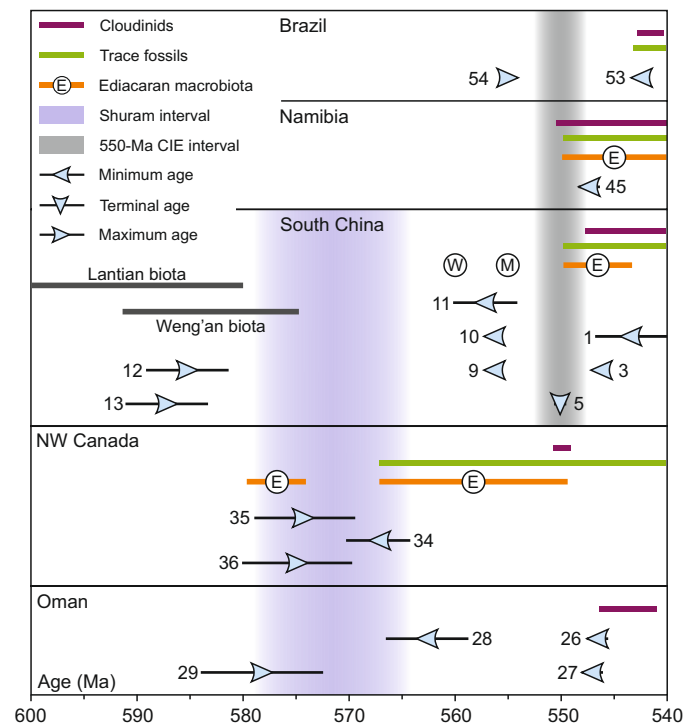 Cloudinids
Trace fossils
E Ediacaran macrobiota
Shuram interval
550-Ma CIE interval
Minimum age
Terminal age
Maximum age
Brazil
54 53
Namibia
E
45
South China
W M E
Lantian biota
11
Weng'an biota
10 1
12 9 3
13 5
NW Canada
E E
35
34
36
Oman
28 26
29 27
Age (Ma)
600 590 580 570 560 550 540